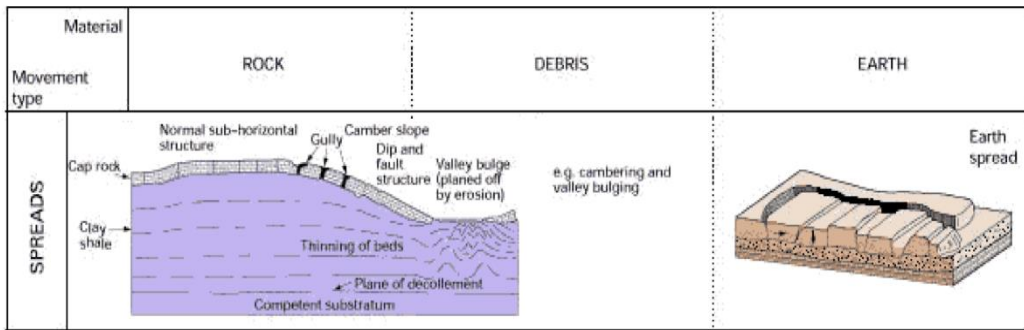 Material
Movement
type
ROCK
DEBRIS
EARTH
SPREADS
Normal sub-horizontal
structure
Gully
Camber slope
Dip and
fault
structure
Valley bulge
(planed off
by erosion)
Cap rock
Clay
shale
Thinning of beds
Plane of decollement
Competent substratum
e.g. cambering and
valley bulging
Earth
spread